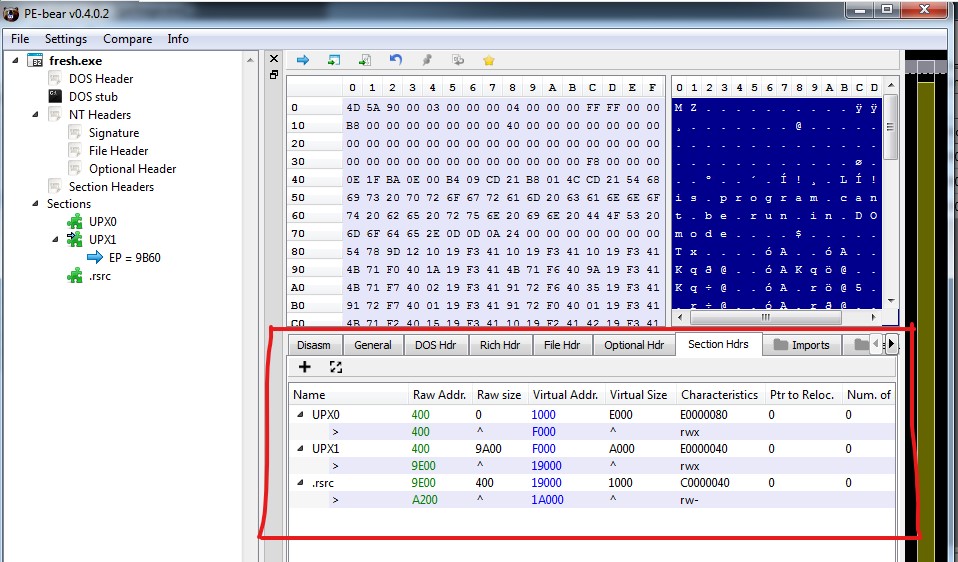 PE-bear v0.4.0.2
File Settings Compare Info
fresh.exe
DOS Header
DOS stub
NT Headers
Signature
File Header
Optional Header
Section Headers
Sections
UPX0
UPX1
EP = 9B60
.rsrc
0 1 2 3 4 5 6 7 8 9 A B C D E F
0 4D 5A 90 00 03 00 00 00 04 00 00 00 FF FF 00 00
10 B8 00 00 00 00 00 00 00 40 00 00 00 00 00 00 00
20 00 00 00 00 00 00 00 00 00 00 00 00 00 00 00 00
30 00 00 00 00 00 00 00 00 00 00 00 00 F8 00 00 00
40 0E 1F BA 0E 00 B4 09 CD 21 B8 01 4C CD 21 54 68
50 69 73 20 70 72 6F 67 72 61 6D 20 63 61 6E 6E 6F
60 74 20 62 65 20 72 75 6E 20 69 6E 20 44 4F 53 20
70 6D 6F 64 65 2E 0D 0D 0A 24 00 00 00 00 00 00 00
80 54 78 9D 12 10 19 F3 41 10 19 F3 41 10 19 F3 41
90 4B 71 F0 40 1A 19 F3 41 4B 71 F6 40 9A 19 F3 41
A0 4B 71 F7 40 02 19 F3 41 91 72 F6 40 35 19 F3 41
B0 91 72 F7 40 01 19 F3 41 91 72 F0 40 01 19 F3 41
C0 4B 71 F2 40 15 19 F3 41 10 19 F2 41 42 19 F3 41
0 1 2 3 4 5 6 7 8 9 A B C D
M Z . . . . . . . . . . ÿ ÿ
¸ . . . . . . . @ . . . . .
. . . . . . . . . . . . . .
. . . . . . . . . . . . ø .
. . º . . ´ . Í ! ¸ . L Í !
i s . p r o g r a m . c a n
t . b e . r u n . i n . D O
m o d e . . . . $ . . . . .
T x . . . . ó A . . ó A . .
K q ð @ . . ó A K q ö @ . .
K q ÷ @ . . ó A . r ö @ 5 .
. r ÷ @ . . ó A . r ð @ . .
Disasm General DOS Hdr Rich Hdr File Hdr Optional Hdr Section Hdrs Imports
Name Raw Addr. Raw size Virtual Addr. Virtual Size Characteristics Ptr to Reloc. Num. of
UPX0 400 0 1000 E000 E0000080 0 0
> 400 ^ F000 ^ rwx
UPX1 400 9A00 F000 A000 E0000040 0 0
> 9E00 ^ 19000 ^ rwx
.rsrc 9E00 400 19000 1000 C0000040 0 0
> A200 ^ 1A000 ^ rw-